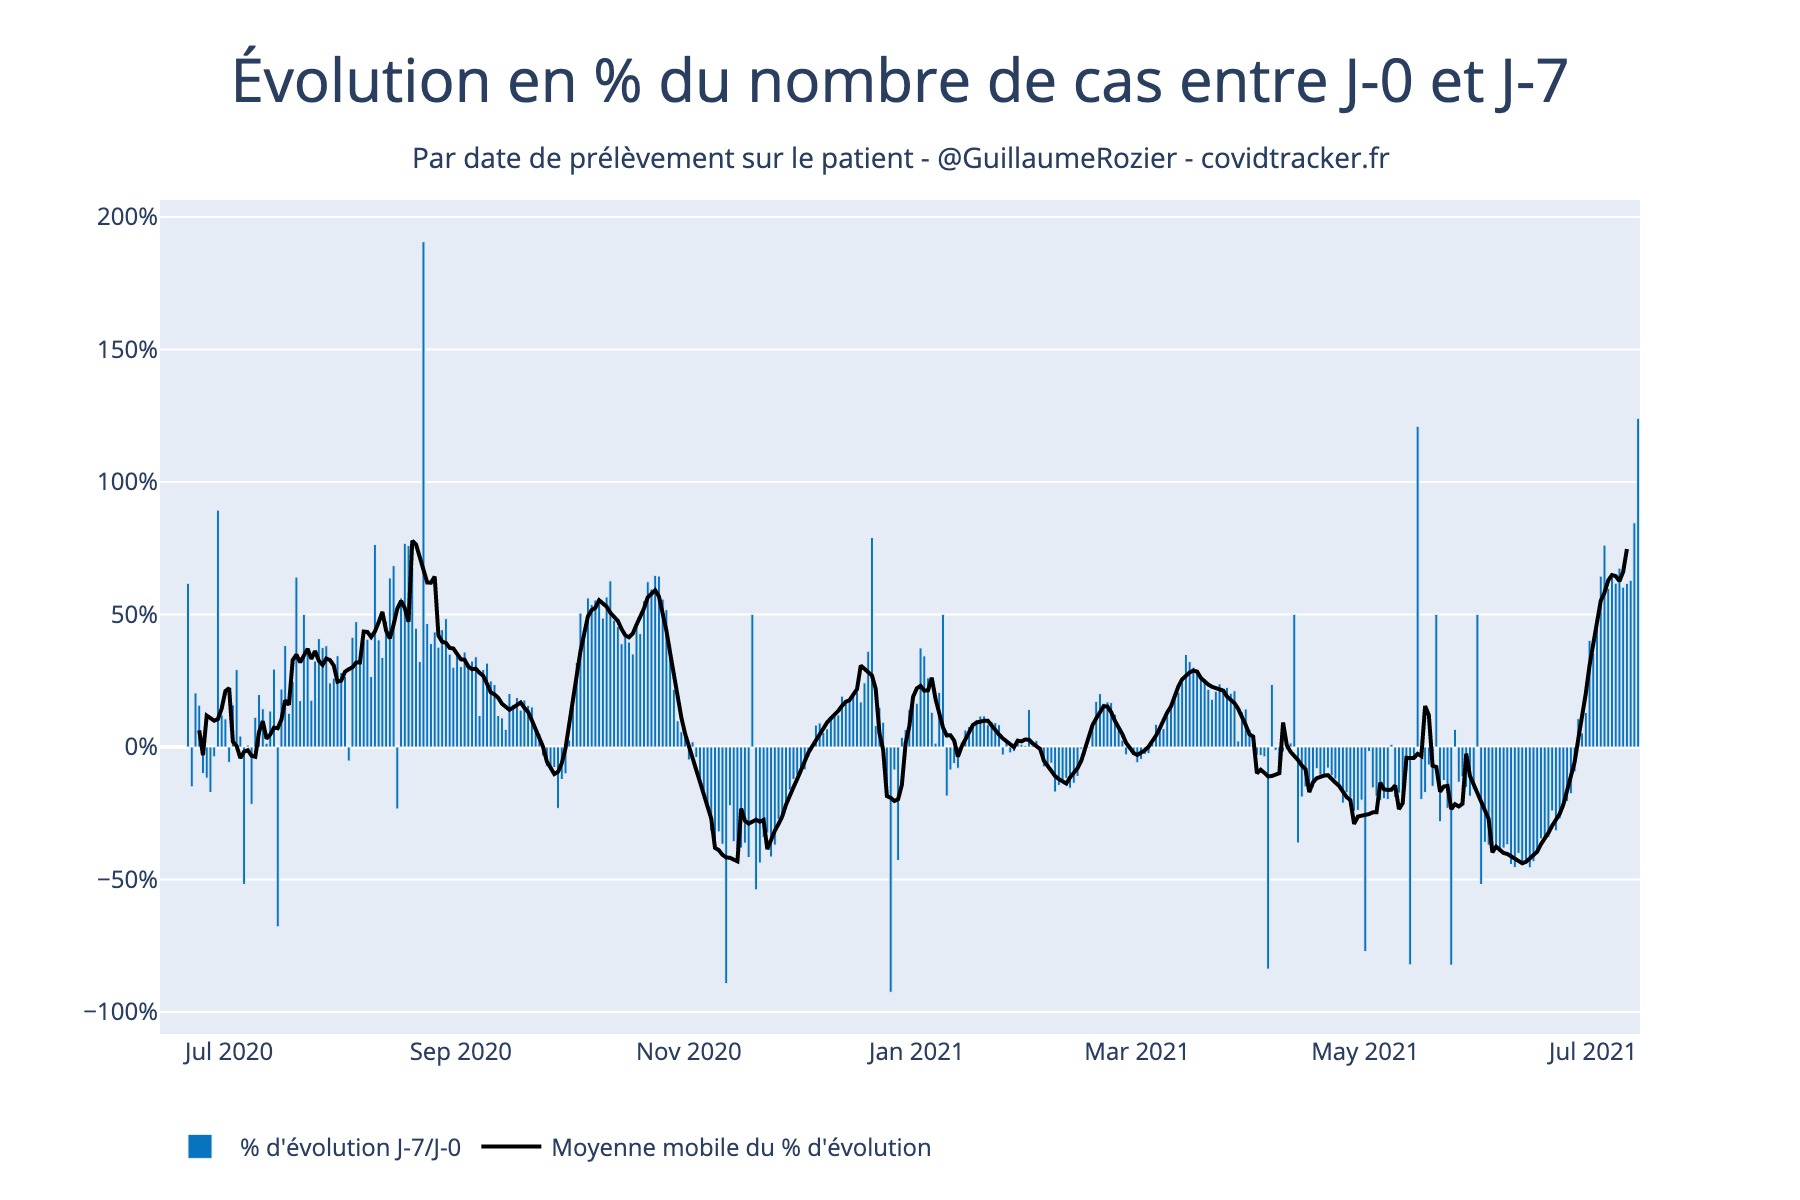 Évolution en % du nombre de cas entre J-0 et J-7
Par date de prélèvement sur le patient - @GuillaumeRozier - covidtracker.fr
200%
150%
100%
50%
0%
−50%
−100%
Jul 2020 Sep 2020 Nov 2020 Jan 2021 Mar 2021 May 2021 Jul 2021
% d'évolution J-7/J-0 Moyenne mobile du % d'évolution